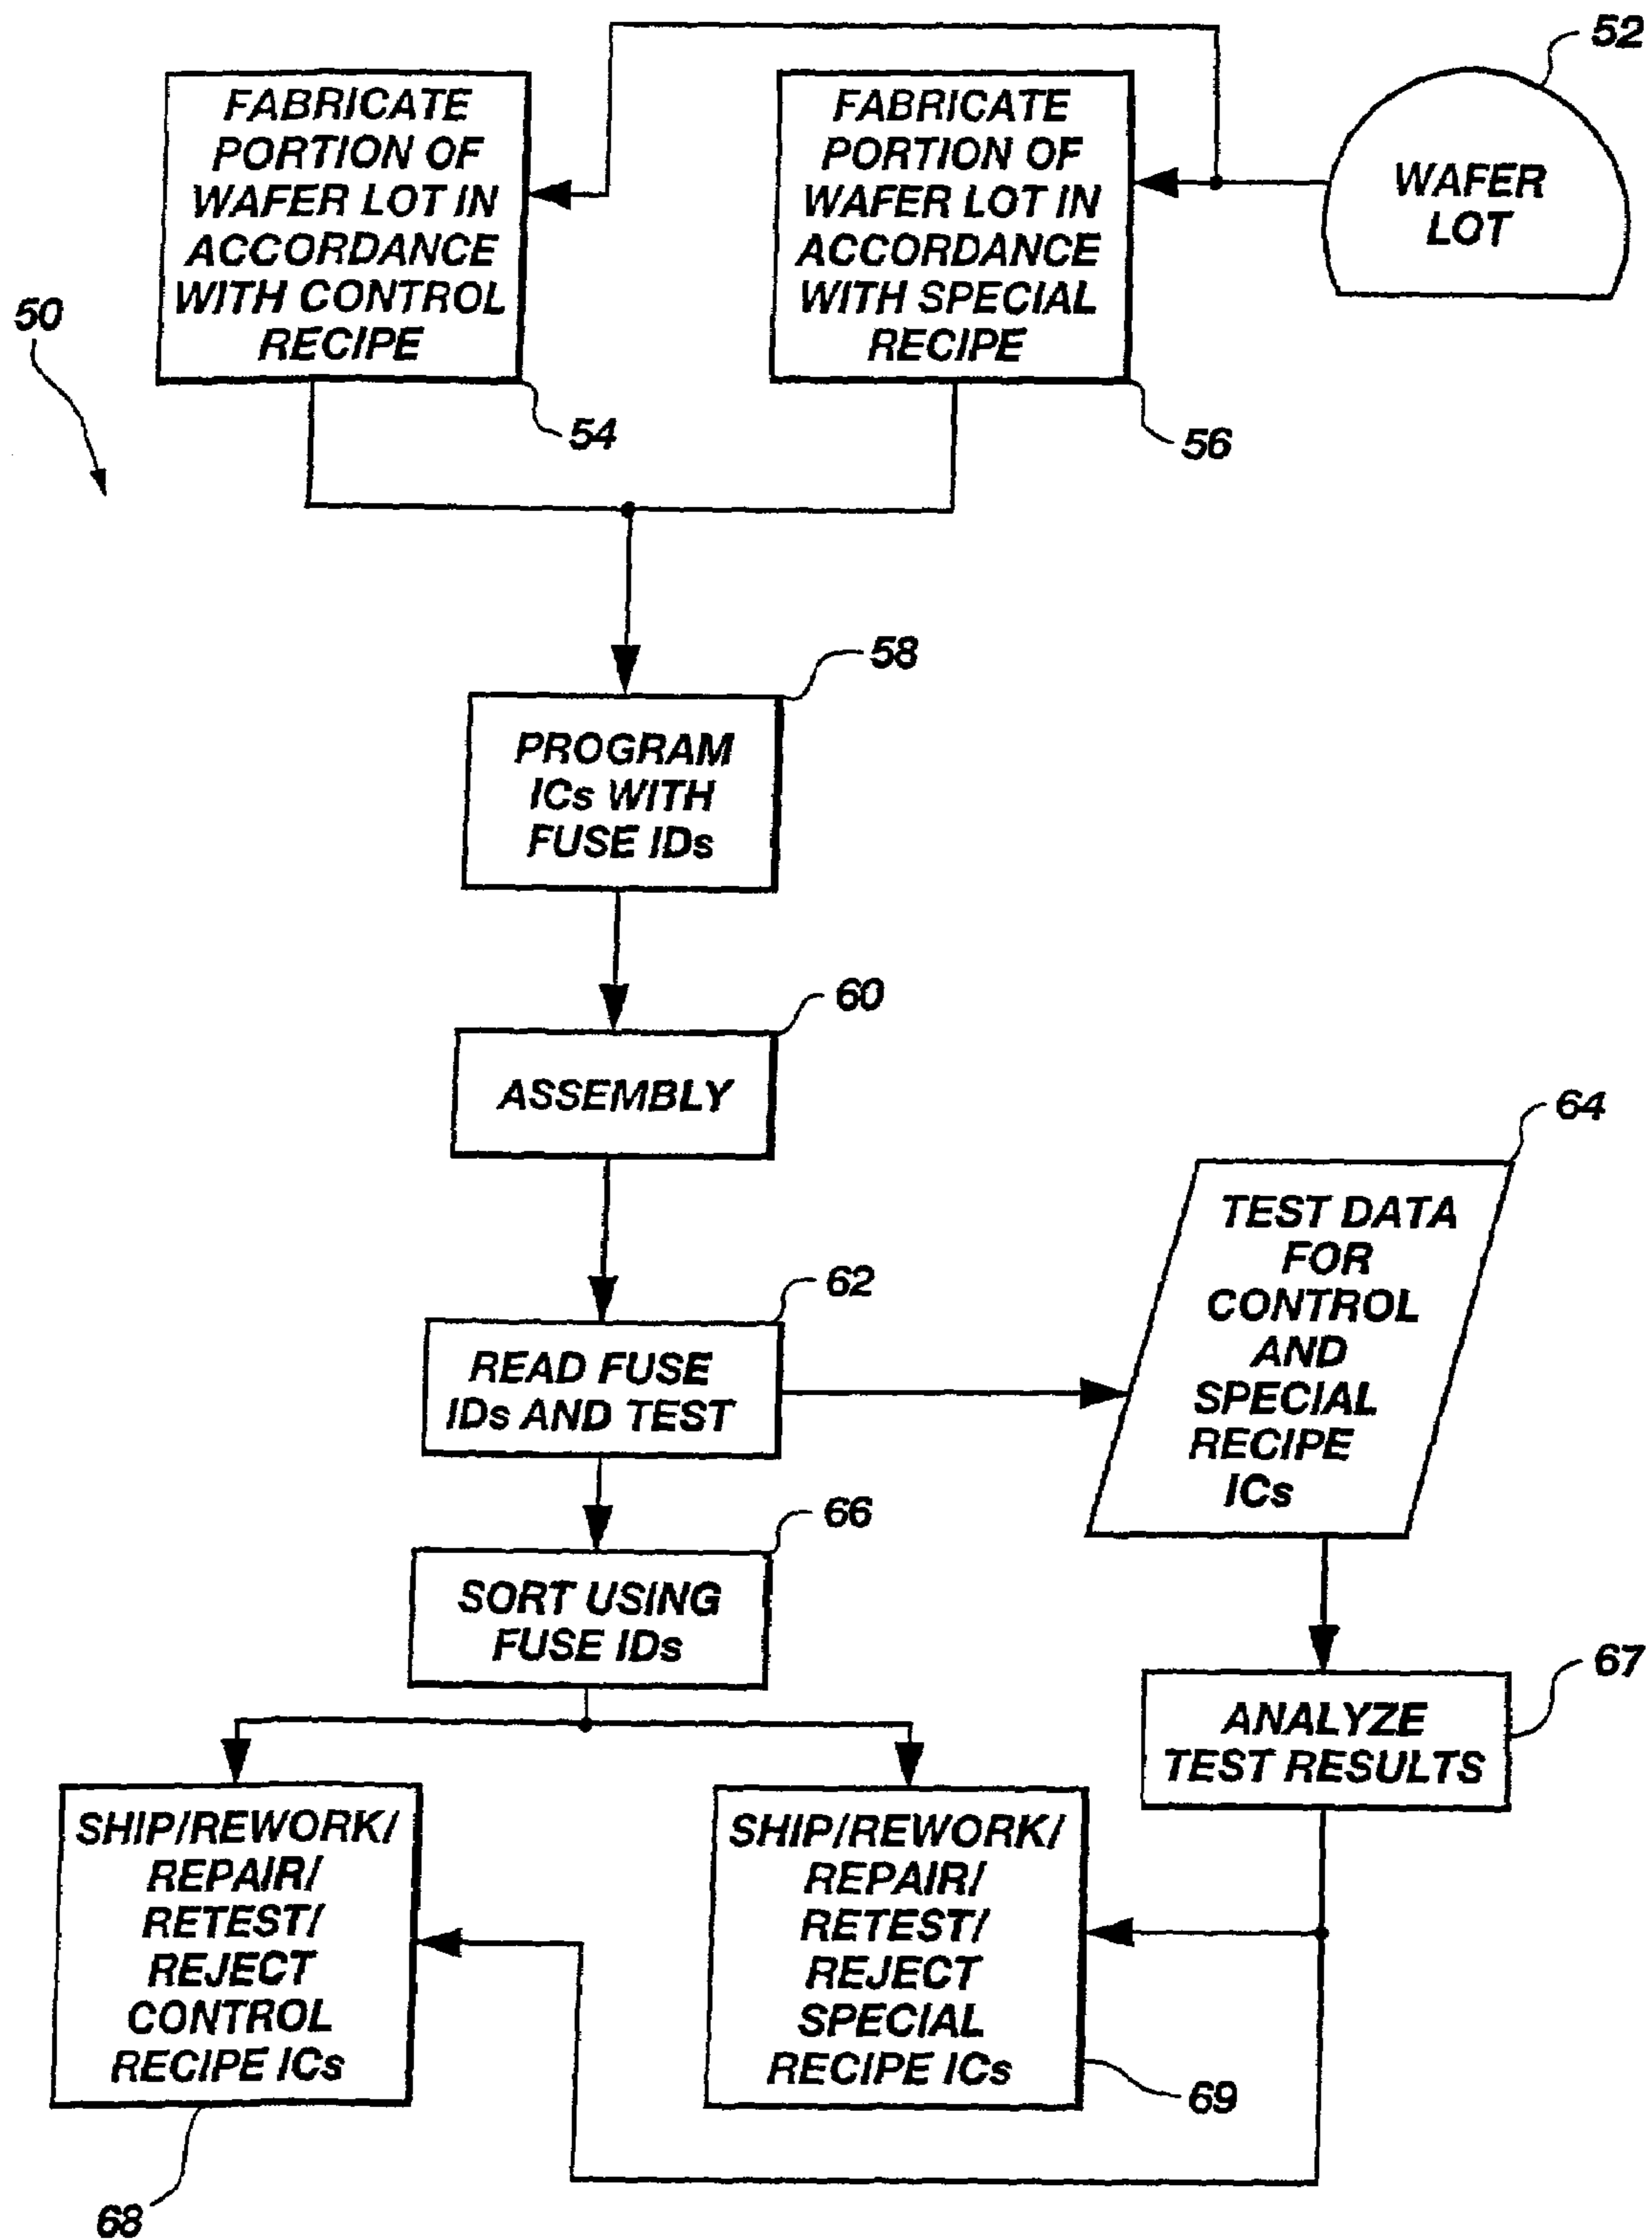 52
FABRICATE
PORTION OF
WAFER LOT IN
ACCORDANCE
WITH CONTROL
RECIPE
FABRICATE
PORTION OF
WAFER LOT IN
ACCORDANCE
WITH SPECIAL
RECIPE
WAFER
LOT
50
54
56
58
PROGRAM
ICs WITH
FUSE IDs
60
ASSEMBLY
64
TEST DATA
FOR
CONTROL
AND
SPECIAL
RECIPE
ICs
62
READ FUSE
IDs AND TEST
66
SORT USING
FUSE IDs
67
ANALYZE
TEST RESULTS
SHIP/REWORK/
REPAIR/
RETEST/
REJECT
CONTROL
RECIPE ICs
SHIP/REWORK/
REPAIR/
RETEST/
REJECT
SPECIAL
RECIPE ICs
69
68